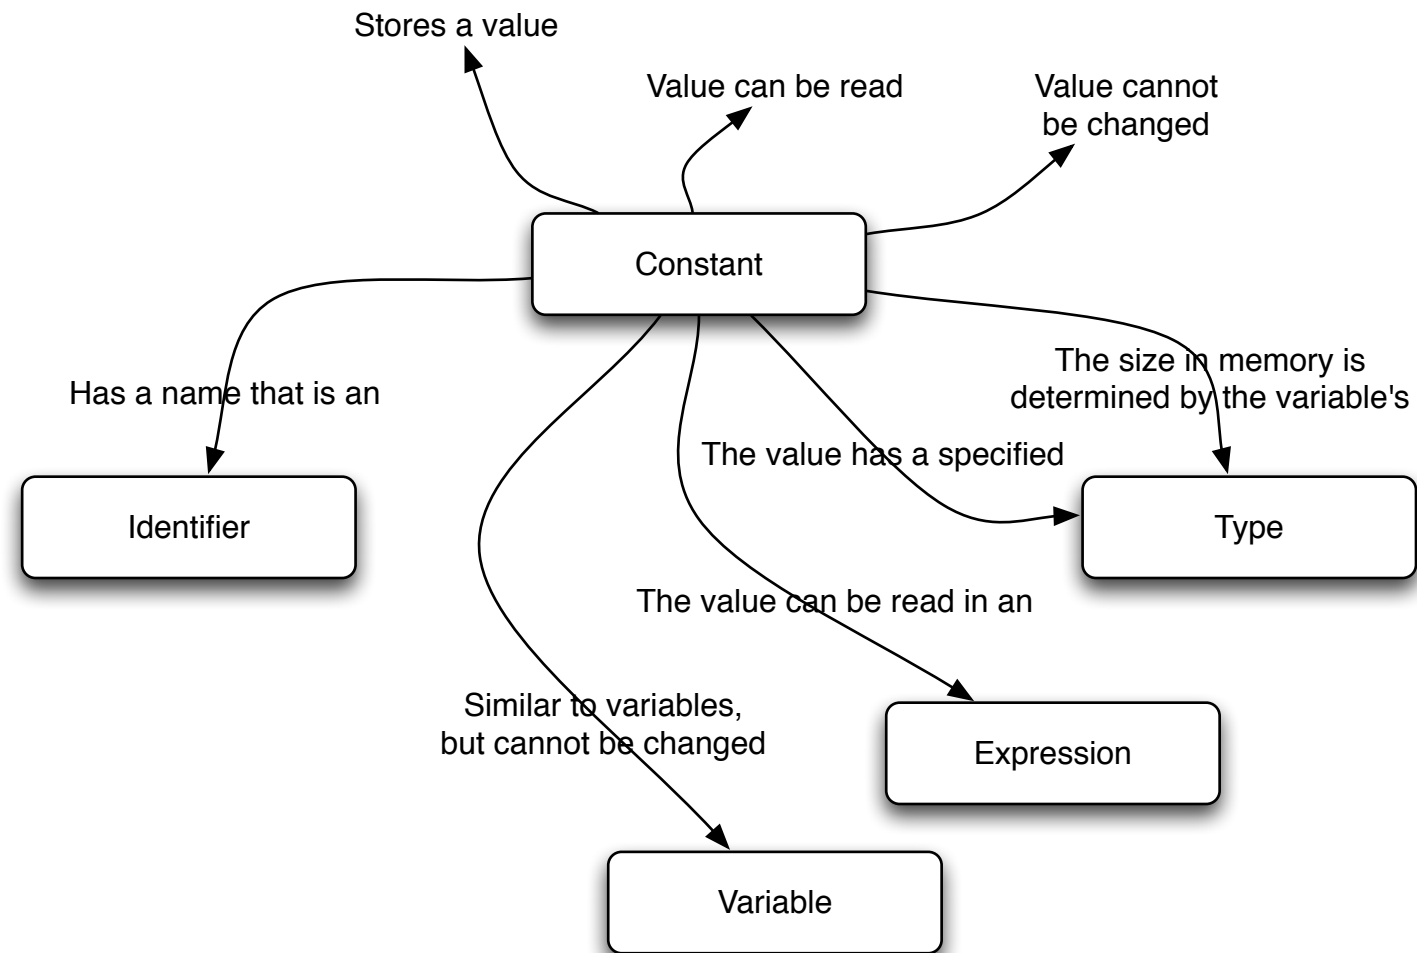 Stores a value
Value can be read
Value cannot
be changed
Constant
The size in memory is
determined by the variable's
Has a name that is an
The value has a specified
Identifier
Type
The value can be read in an
Similar to variables,
but cannot be changed
Expression
Variable